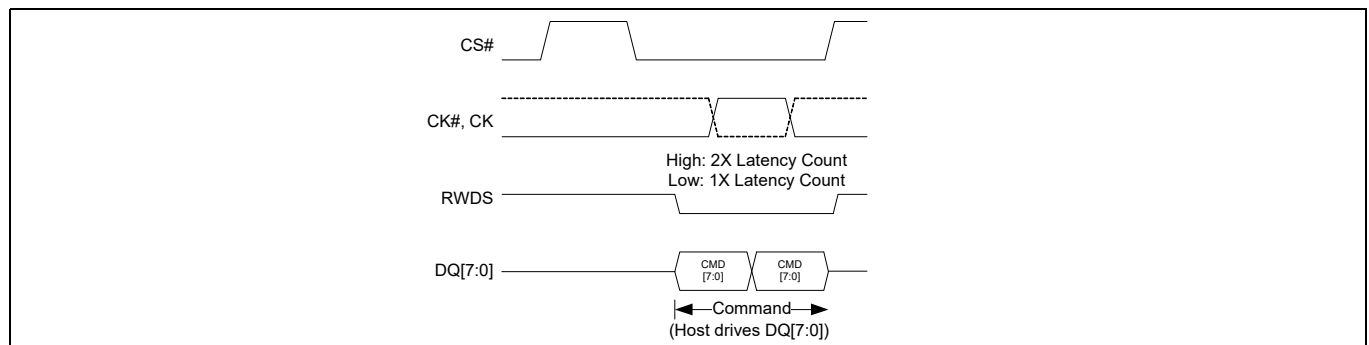 CS#
CK#, CK
High: 2X Latency Count
Low: 1X Latency Count
RWDS
DQ[7:0]
CMD
[7:0]
CMD
[7:0]
Command
(Host drives DQ[7:0])